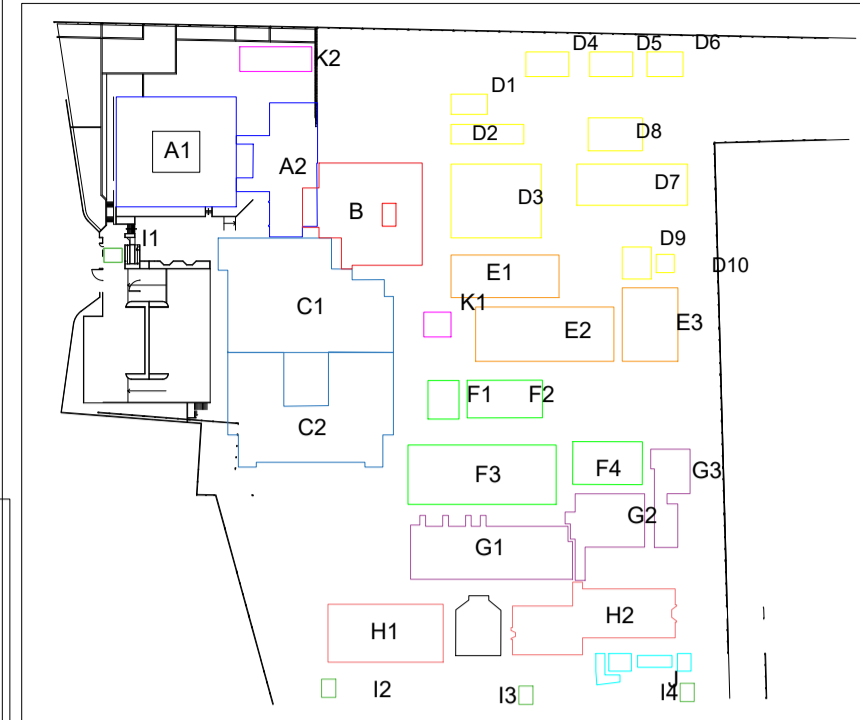 D4 D5 D6
K2
D1
D2 D8
A1
A2
D7
D3
B
I1 D9
D10
E1
K1
C1
E2 E3
F1 F2
C2
F3 F4 G3
G2
G1
H2
H1
J
I2 I3 I4